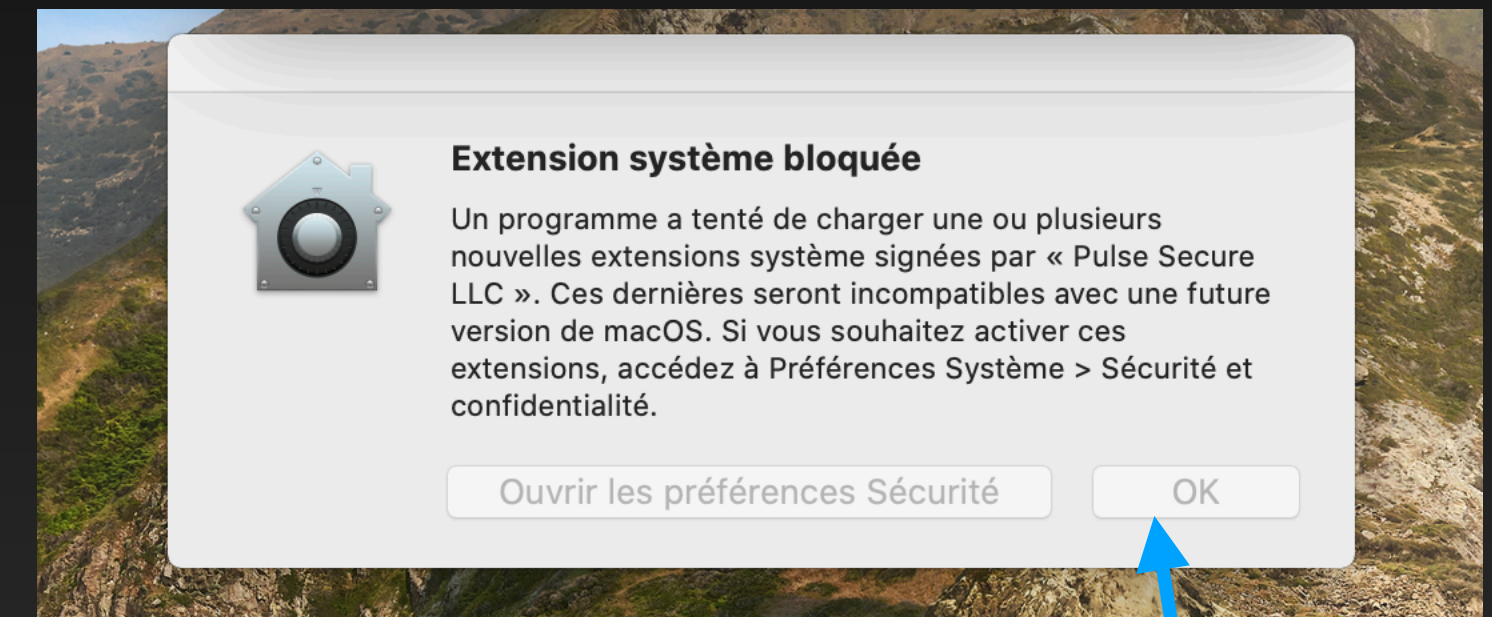 Extension système bloquée
Un programme a tenté de charger une ou plusieurs
nouvelles extensions système signées par « Pulse Secure
LLC ». Ces dernières seront incompatibles avec une future
version de macOS. Si vous souhaitez activer ces
extensions, accédez à Préférences Système > Sécurité et
confidentialité.
Ouvrir les préférences Sécurité
OK